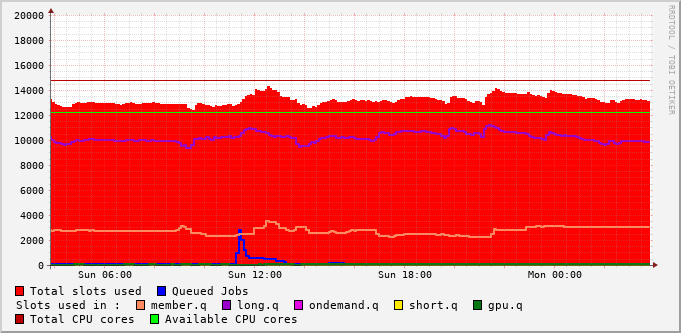 20000
18000
16000
14000
12000
10000
8000
6000
4000
2000
0
Sun 06:00 Sun 12:00 Sun 18:00 Mon 00:00
RRDTOOL / TOBI OETIKER
Total slots used Queued Jobs
Slots used in : member.q long.q ondemand.q short.q gpu.q
Total CPU cores Available CPU cores